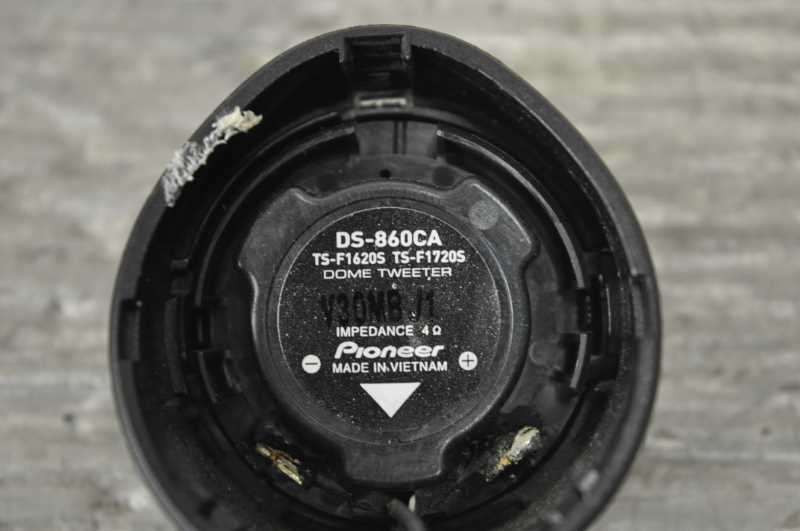 DS-860CA
TS-F1620S TS-F1720S
DOME TWEETER
V30MB J1
IMPEDANCE 4Ω
Pioneer
− +
MADE IN VIETNAM